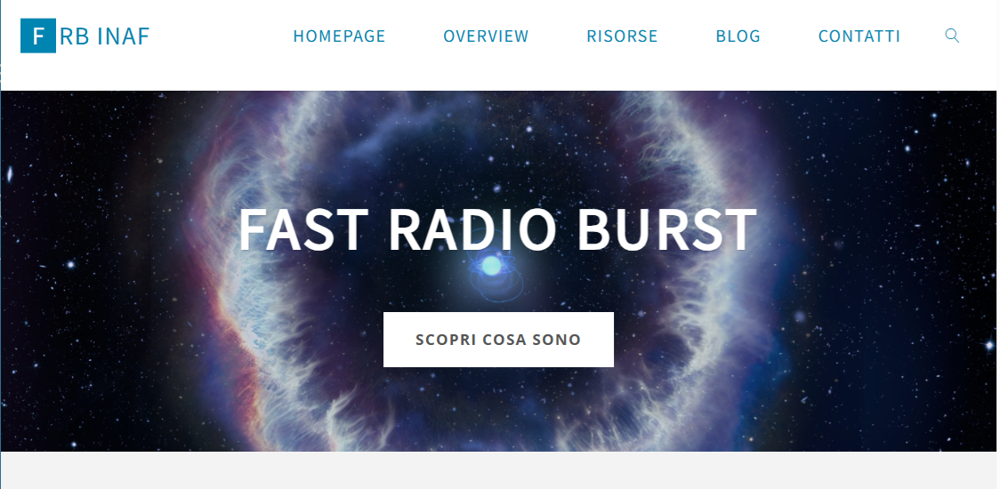 FRB INAF
HOMEPAGE OVERVIEW RISORSE BLOG CONTATTI
FAST RADIO BURST
SCOPRI COSA SONO